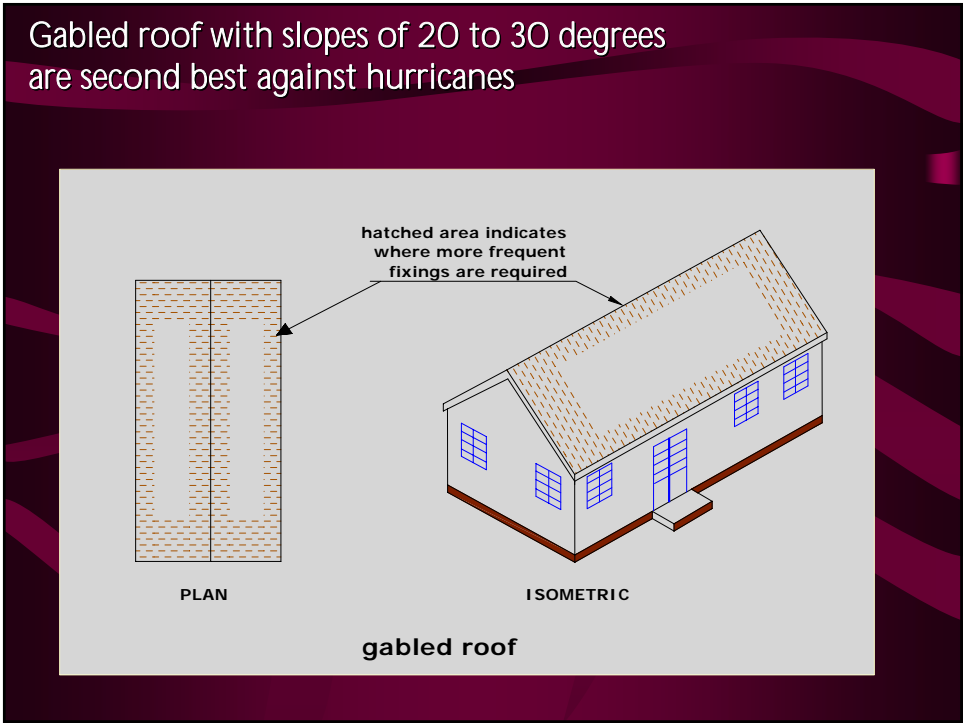 Gabled roof with slopes of 20 to 30 degrees
are second best against hurricanes
hatched area indicates
where more frequent
fixings are required
PLAN
ISOMETRIC
gabled roof